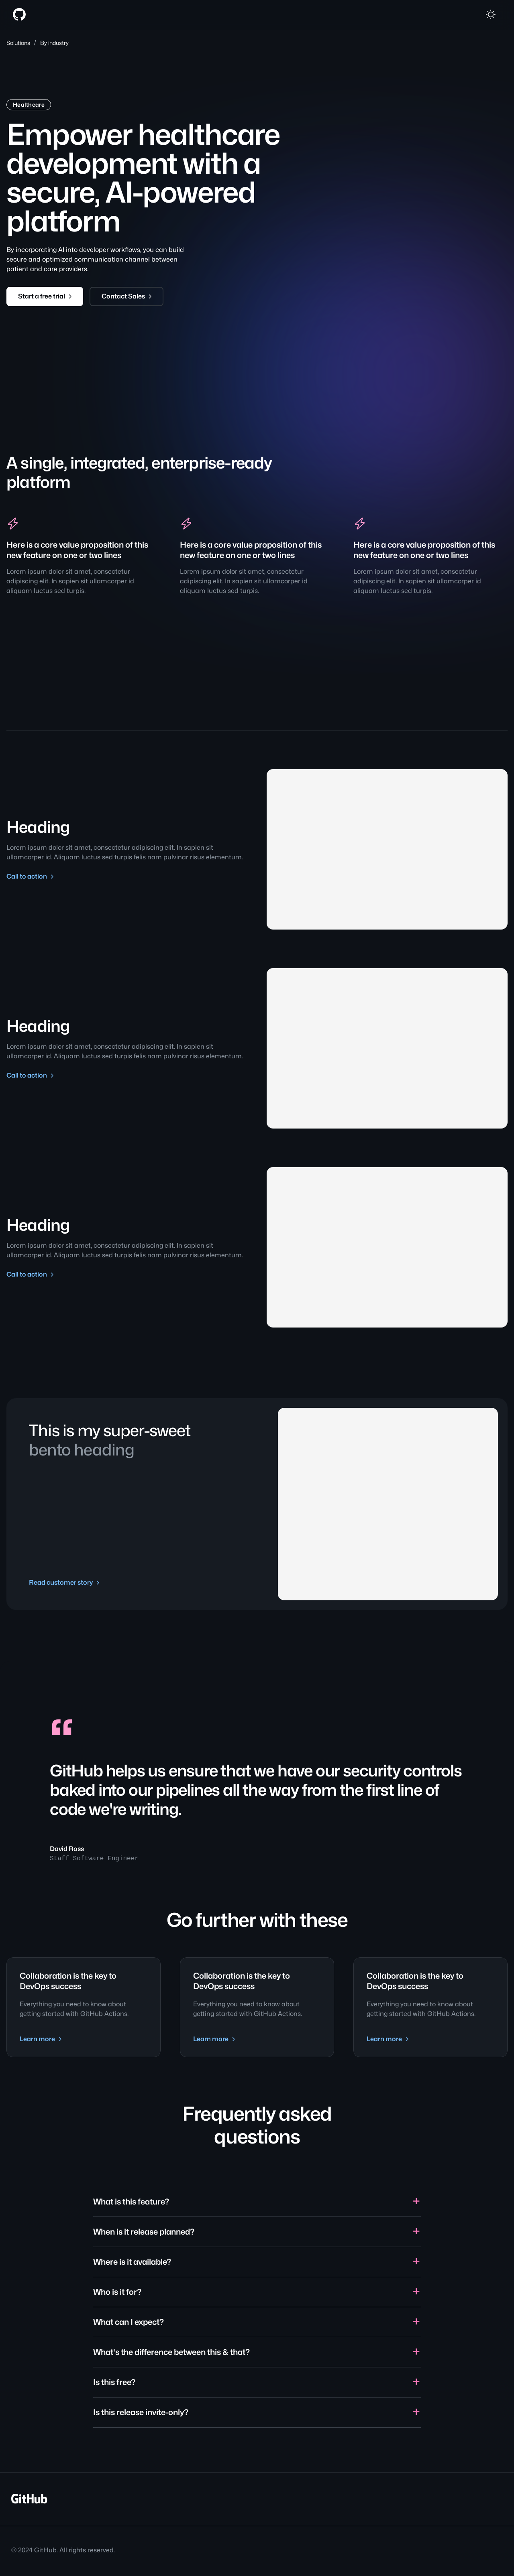 Solutions / By industry
Healthcare
Empower healthcare
development with a
secure, AI-powered
platform
By incorporating AI into developer workflows, you can build
secure and optimized communication channel between
patient and care providers.
Start a free trial
Contact Sales
A single, integrated, enterprise-ready
platform
Here is a core value proposition of this
new feature on one or two lines
Lorem ipsum dolor sit amet, consectetur
adipiscing elit. In sapien sit ullamcorper id
aliquam luctus sed turpis.
Here is a core value proposition of this
new feature on one or two lines
Lorem ipsum dolor sit amet, consectetur
adipiscing elit. In sapien sit ullamcorper id
aliquam luctus sed turpis.
Here is a core value proposition of this
new feature on one or two lines
Lorem ipsum dolor sit amet, consectetur
adipiscing elit. In sapien sit ullamcorper id
aliquam luctus sed turpis.
Heading
Lorem ipsum dolor sit amet, consectetur adipiscing elit. In sapien sit
ullamcorper id. Aliquam luctus sed turpis felis nam pulvinar risus elementum.
Call to action
Heading
Lorem ipsum dolor sit amet, consectetur adipiscing elit. In sapien sit
ullamcorper id. Aliquam luctus sed turpis felis nam pulvinar risus elementum.
Call to action
Heading
Lorem ipsum dolor sit amet, consectetur adipiscing elit. In sapien sit
ullamcorper id. Aliquam luctus sed turpis felis nam pulvinar risus elementum.
Call to action
This is my super-sweet
bento heading
Read customer story
“
GitHub helps us ensure that we have our security controls
baked into our pipelines all the way from the first line of
code we're writing.
David Ross
Staff Software Engineer
Go further with these
Collaboration is the key to
DevOps success
Everything you need to know about
getting started with GitHub Actions.
Learn more
Collaboration is the key to
DevOps success
Everything you need to know about
getting started with GitHub Actions.
Learn more
Collaboration is the key to
DevOps success
Everything you need to know about
getting started with GitHub Actions.
Learn more
Frequently asked
questions
What is this feature?
When is it release planned?
Where is it available?
Who is it for?
What can I expect?
What's the difference between this & that?
Is this free?
Is this release invite-only?
GitHub
© 2024 GitHub. All rights reserved.